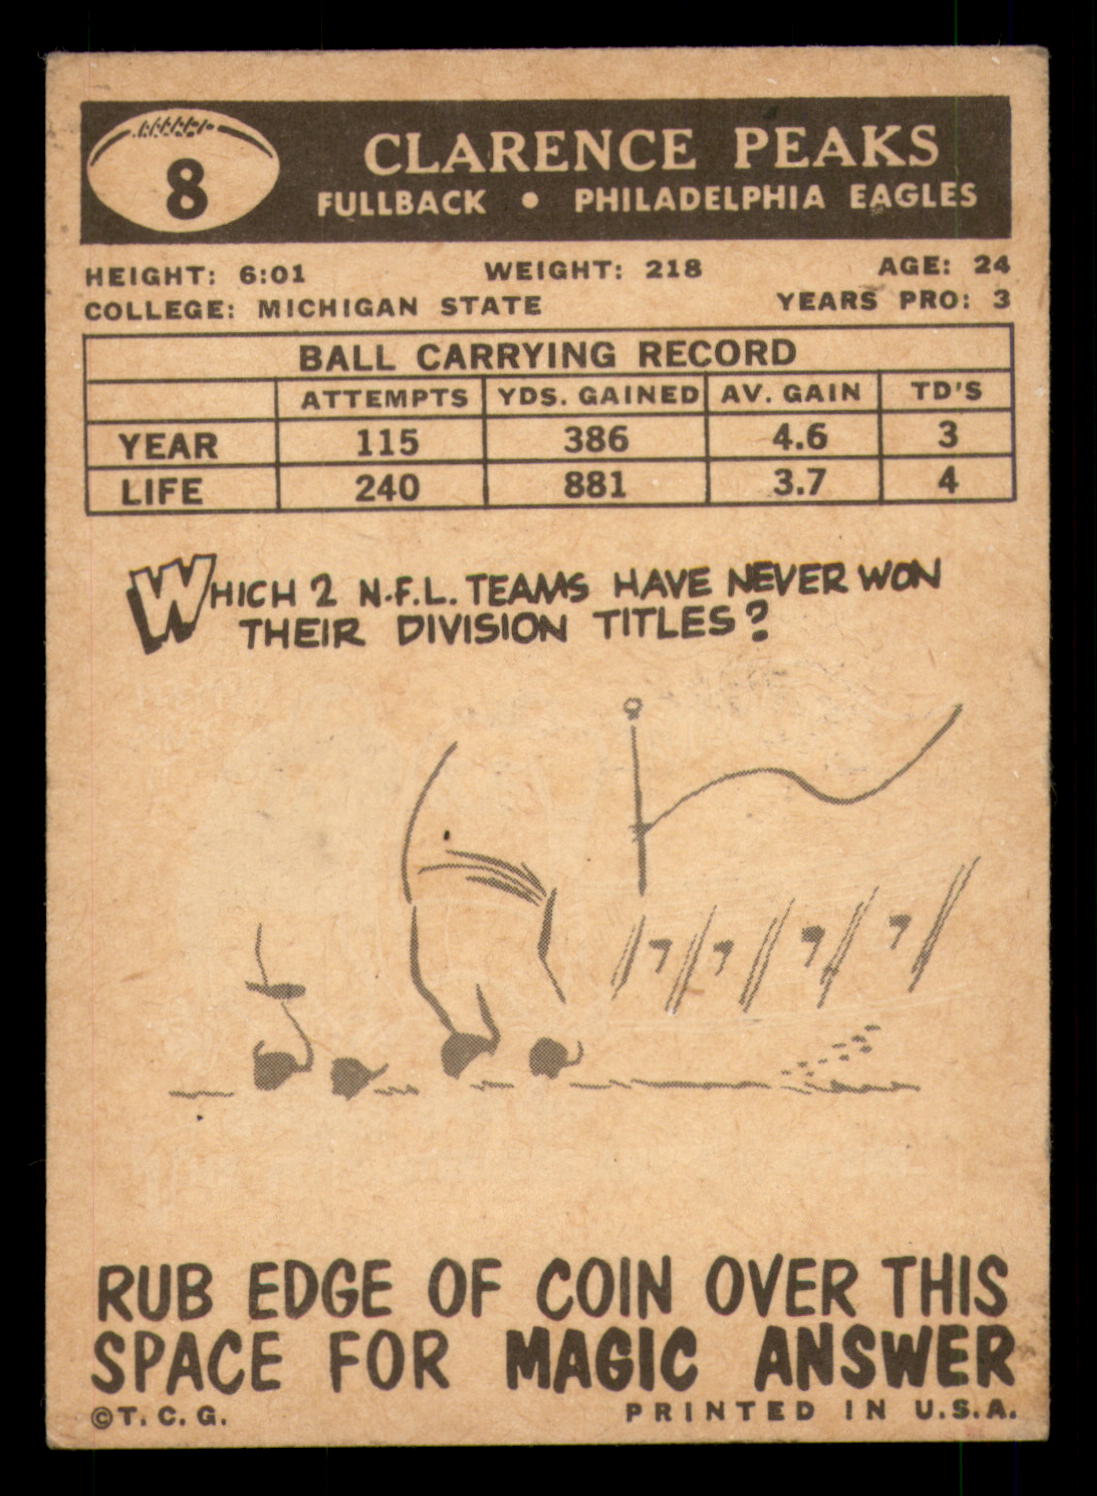 8
CLARENCE PEAKS
FULLBACK • PHILADELPHIA EAGLES
HEIGHT: 6:01 WEIGHT: 218 AGE: 24
COLLEGE: MICHIGAN STATE YEARS PRO: 3
BALL CARRYING RECORD
ATTEMPTS YDS. GAINED AV. GAIN TD'S
YEAR 115 386 4.6 3
LIFE 240 881 3.7 4
WHICH 2 N.F.L. TEAMS HAVE NEVER WON
THEIR DIVISION TITLES?
RUB EDGE OF COIN OVER THIS
SPACE FOR MAGIC ANSWER
©T. C. G. PRINTED IN U.S.A.